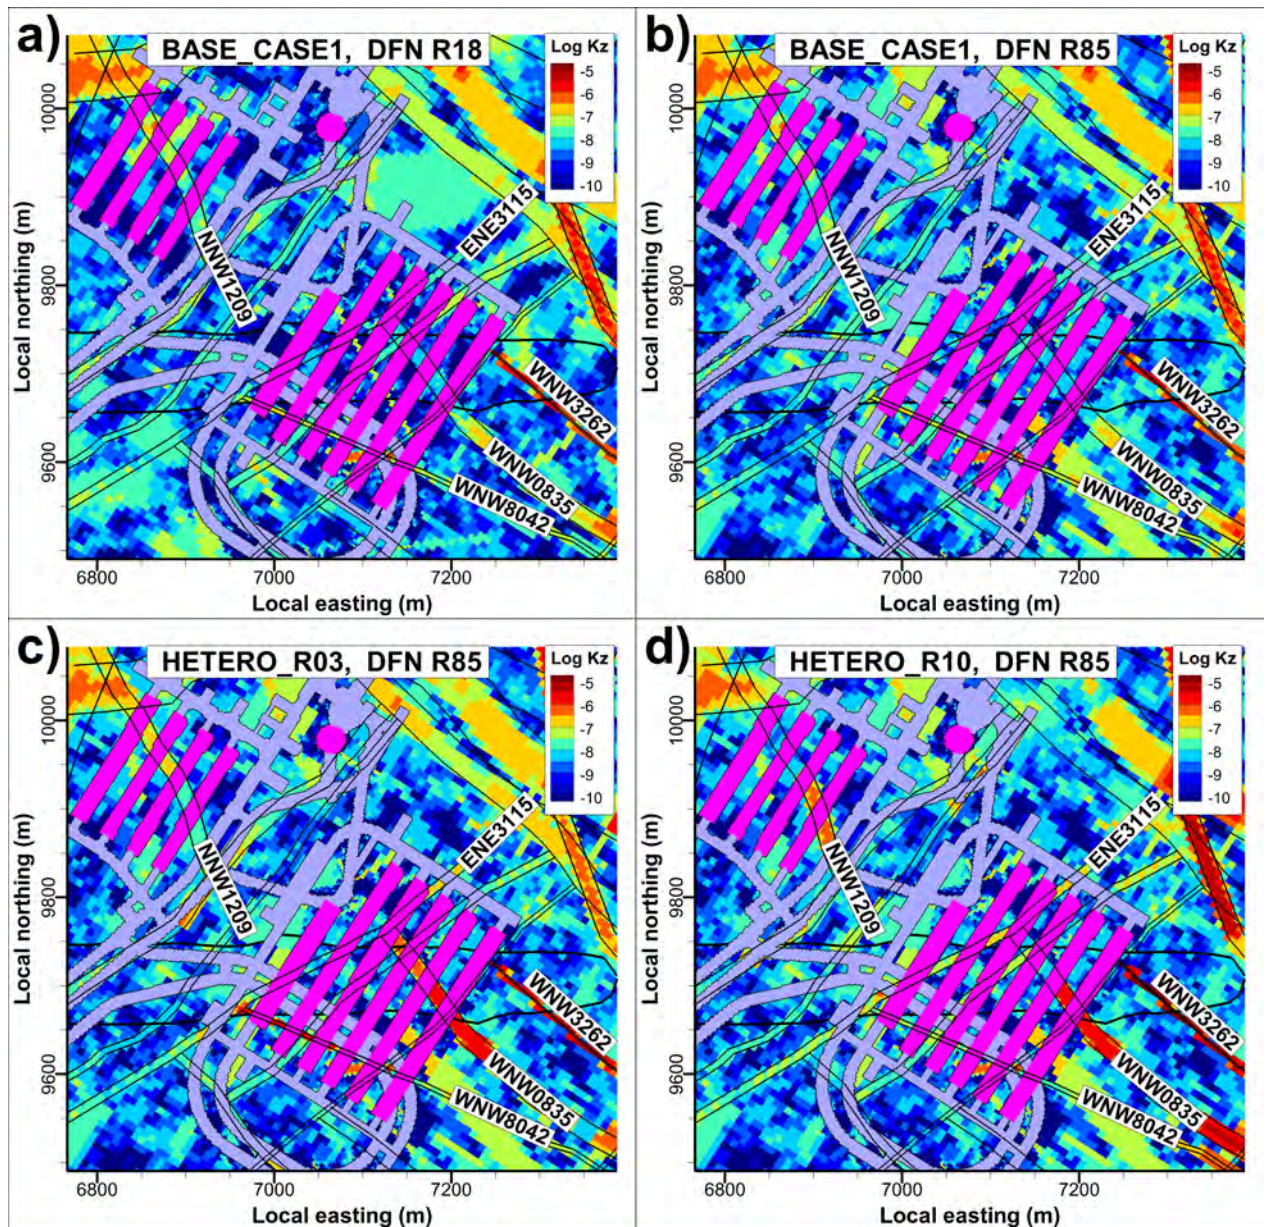 a)
BASE_CASE1, DFN R18
Log Kz
-5
-6
-7
-8
-9
-10
10000
9800
9600
Local northing (m)
NNW1209
ENE3115
WNW3262
WNW0835
WNW8042
6800 7000 7200
Local easting (m)
b)
BASE_CASE1, DFN R85
Log Kz
-5
-6
-7
-8
-9
-10
10000
9800
9600
Local northing (m)
NNW1209
ENE3115
WNW3262
WNW0835
WNW8042
6800 7000 7200
Local easting (m)
c)
HETERO_R03, DFN R85
Log Kz
-5
-6
-7
-8
-9
-10
10000
9800
9600
Local northing (m)
NNW1209
ENE3115
WNW3262
WNW0835
WNW8042
6800 7000 7200
Local easting (m)
d)
HETERO_R10, DFN R85
Log Kz
-5
-6
-7
-8
-9
-10
10000
9800
9600
Local northing (m)
NNW1209
ENE3115
WNW3262
WNW0835
WNW8042
6800 7000 7200
Local easting (m)